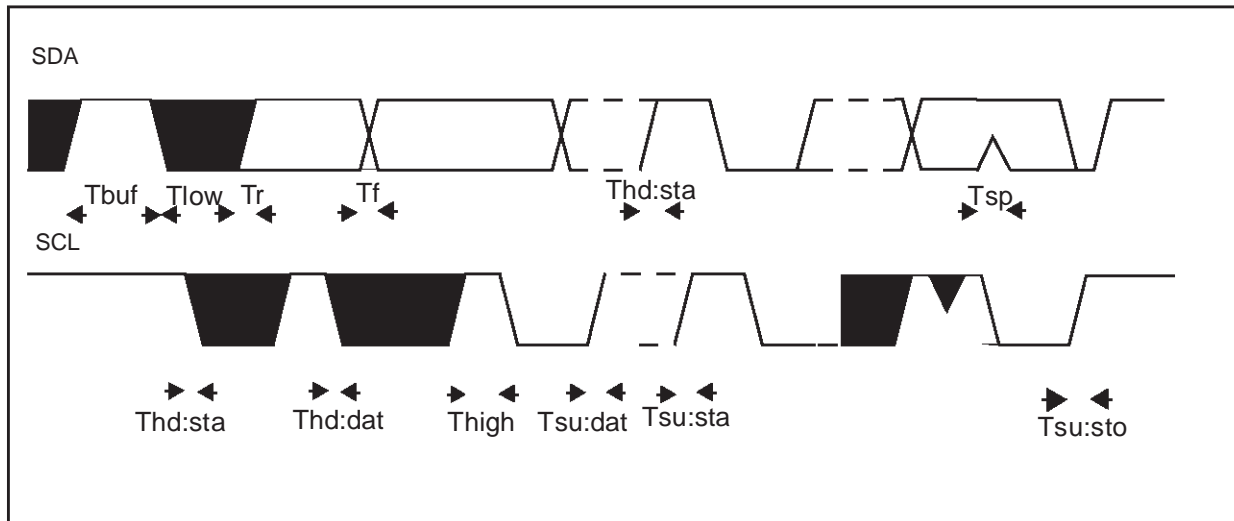 SDA
Tbuf Tlow Tr Tf Thd:sta Tsp
SCL
Thd:sta Thd:dat Thigh Tsu:dat Tsu:sta Tsu:sto